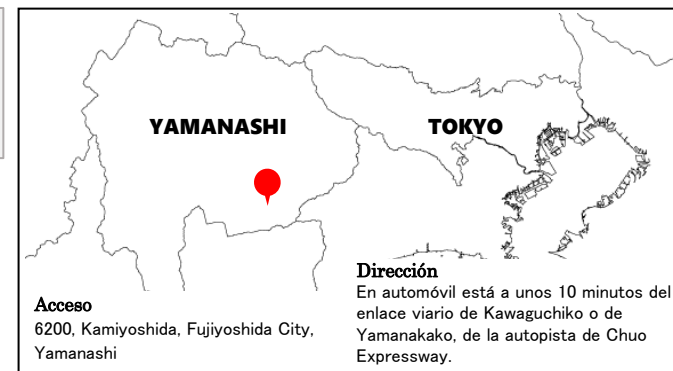 YAMANASHI
TOKYO
Acceso
6200, Kamiyoshida, Fujiyoshida City,
Yamanashi
Dirección
En automóvil está a unos 10 minutos del
enlace viario de Kawaguchiko o de
Yamanakako, de la autopista de Chuo
Expressway.